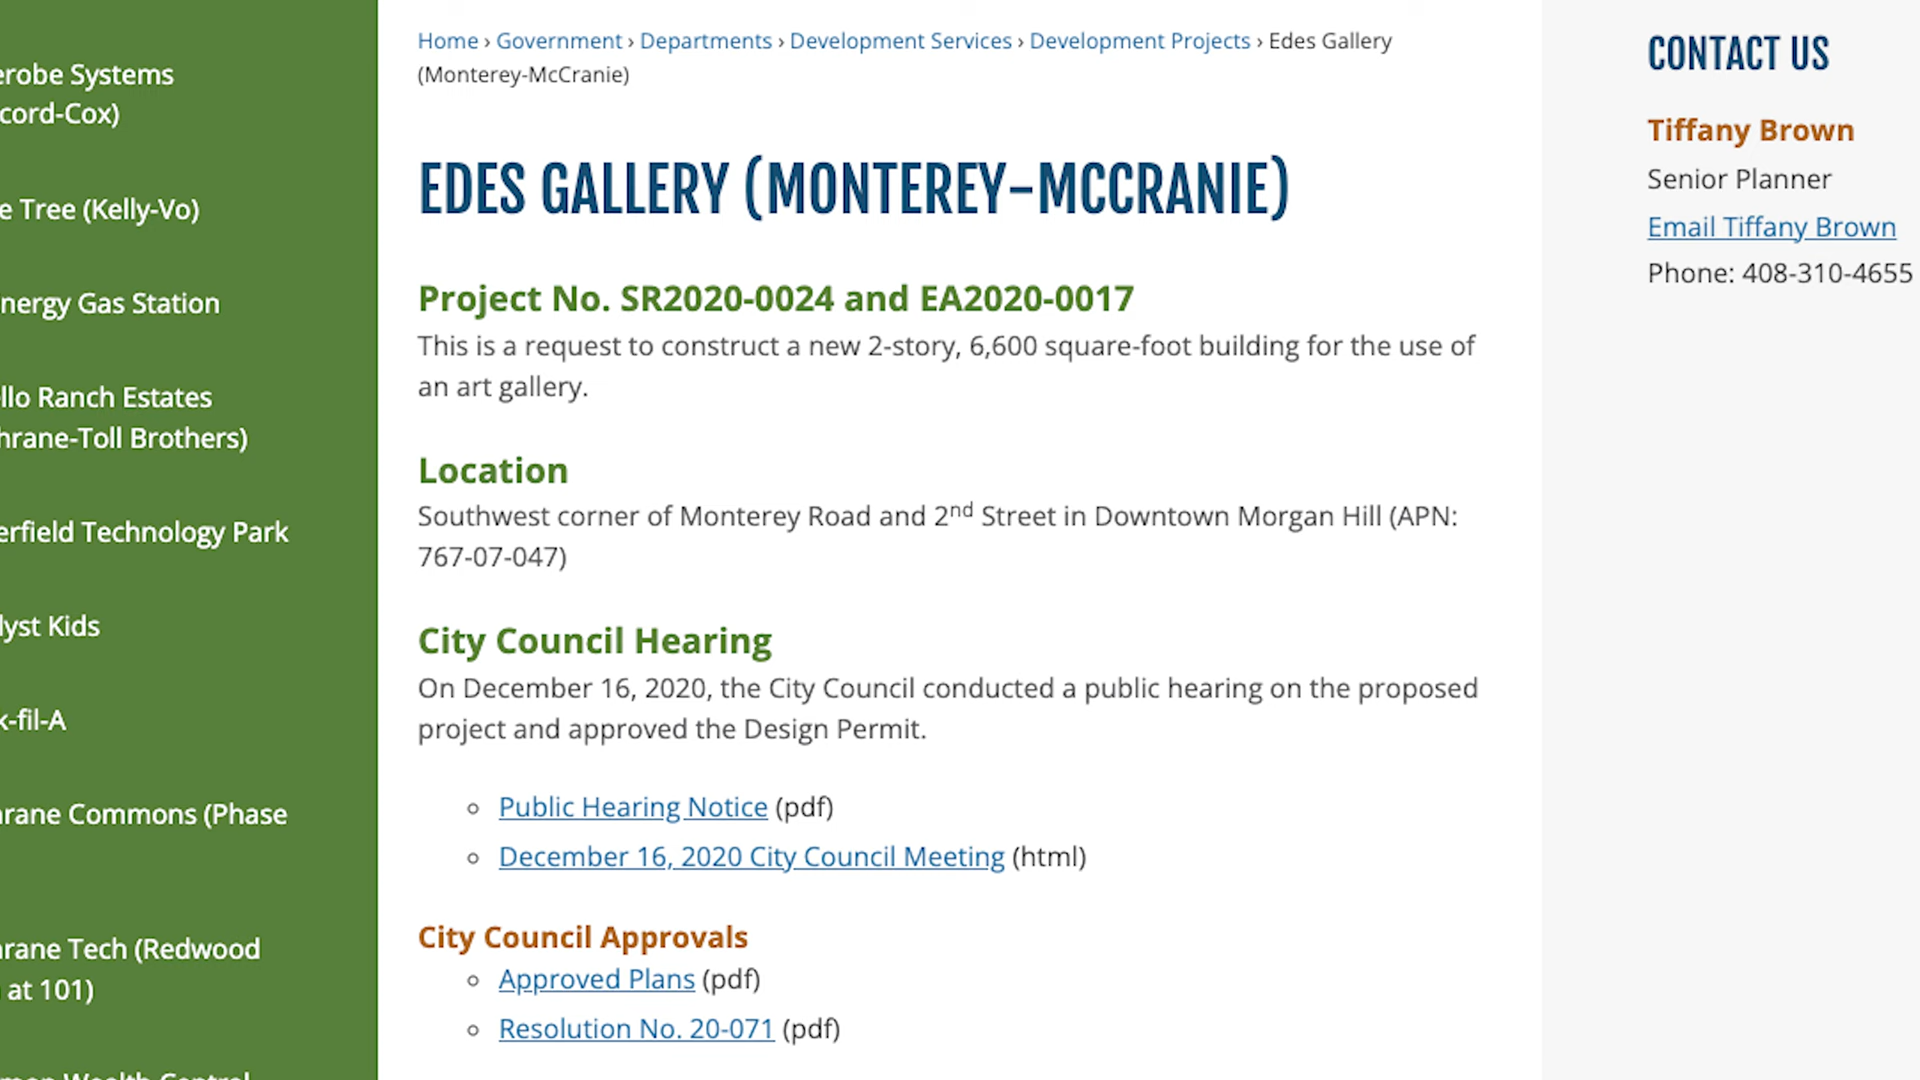 erobe Systems
cord-Cox)
e Tree (Kelly-Vo)
nergy Gas Station
llo Ranch Estates
hrane-Toll Brothers)
erfield Technology Park
lyst Kids
k-fil-A
rane Commons (Phase
rane Tech (Redwood
at 101)
Home › Government › Departments › Development Services › Development Projects › Edes Gallery
(Monterey-McCranie)
EDES GALLERY (MONTEREY-MCCRANIE)
Project No. SR2020-0024 and EA2020-0017
This is a request to construct a new 2-story, 6,600 square-foot building for the use of
an art gallery.
Location
Southwest corner of Monterey Road and 2nd Street in Downtown Morgan Hill (APN:
767-07-047)
City Council Hearing
On December 16, 2020, the City Council conducted a public hearing on the proposed
project and approved the Design Permit.
Public Hearing Notice (pdf)
December 16, 2020 City Council Meeting (html)
City Council Approvals
Approved Plans (pdf)
Resolution No. 20-071 (pdf)
CONTACT US
Tiffany Brown
Senior Planner
Email Tiffany Brown
Phone: 408-310-4655